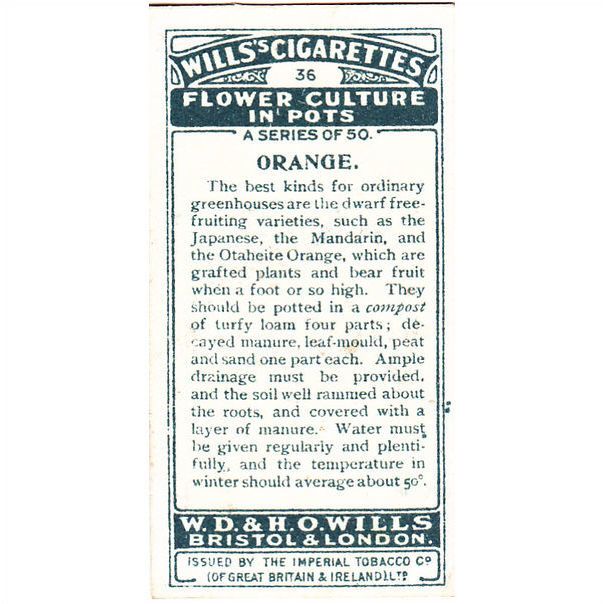 WILLS'S CIGARETTES
36
FLOWER CULTURE
IN POTS
A SERIES OF 50.
ORANGE.
The best kinds for ordinary
greenhouses are the dwarf free-
fruiting varieties, such as the
Japanese, the Mandarin, and
the Otaheite Orange, which are
grafted plants and bear fruit
when a foot or so high. They
should be potted in a compost
of turfy loam four parts; de-
cayed manure, leaf-mould, peat
and sand one part each. Ample
drainage must be provided,
and the soil well rammed about
the roots, and covered with a
layer of manure. Water must
be given regularly and plenti-
fully, and the temperature in
winter should average about 50°.
W. D. & H. O. WILLS
BRISTOL & LONDON.
ISSUED BY THE IMPERIAL TOBACCO Co
(OF GREAT BRITAIN & IRELAND) LTD